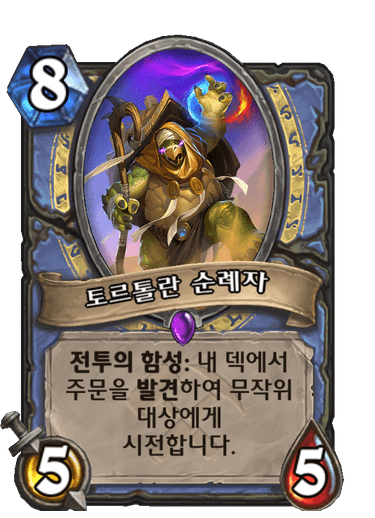 8
토르톨란 순례자
전투의 함성: 내 덱에서
주문을 발견하여 무작위
대상에게
시전합니다.
5 5